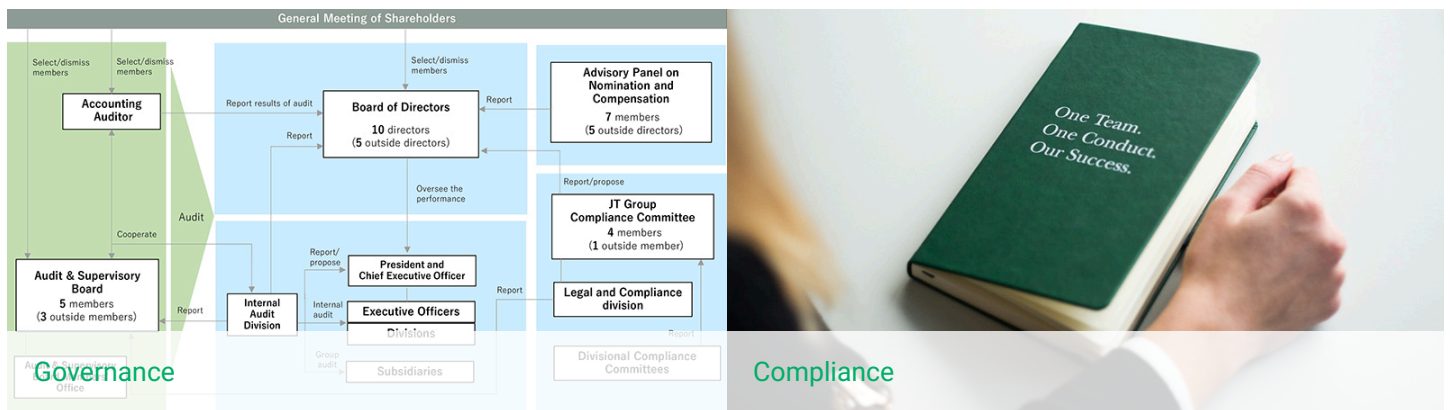 General Meeting of Shareholders
Select/dismiss
members
Select/dismiss
members
Select/dismiss
members
Accounting
Auditor
Report results of audit
Report
Board of Directors
10 directors
(5 outside directors)
Report
Advisory Panel on
Nomination and
Compensation
7 members
(5 outside directors)
Audit
Oversee the
performance
Report/propose
JT Group
Compliance Committee
4 members
(1 outside member)
Cooperate
Audit & Supervisory
Board
5 members
(3 outside members)
Report
Internal
Audit
Division
Report/
propose
President and
Chief Executive Officer
Internal
audit
Executive Officers
Divisions
Report
Legal and Compliance
division
Report
Group
audit
Subsidiaries
Divisional Compliance
Committees
Audit & Supervisory
Office
Governance
One Team.
One Conduct.
Our Success.
Compliance